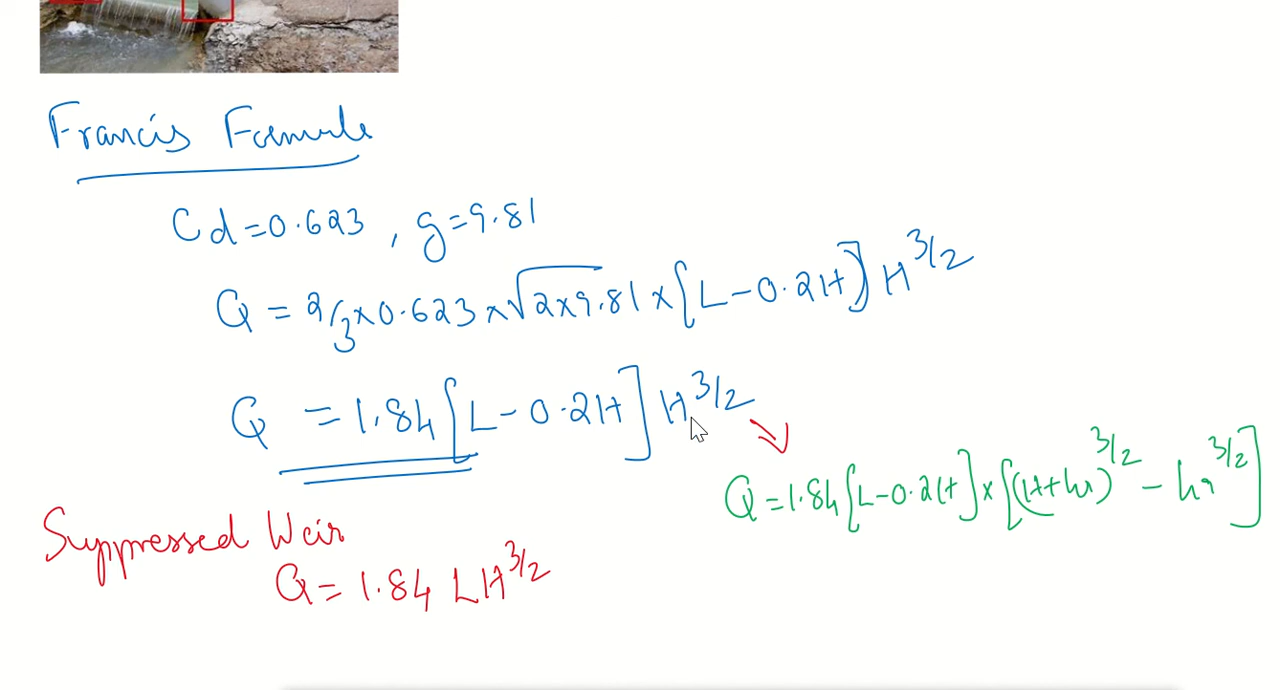 Francis Formula
Cd=0.623, g=9.81
Q = 2/3×0.623×√2×9.81×[L-0.2H]H^3/2
Q = 1.84[L-0.2H]H^3/2
Q=1.84[L-0.2H]×[(H+ha)^3/2 - ha^3/2]
Suppressed Weir
Q=1.84 LH^3/2